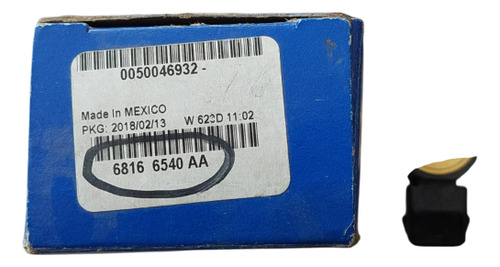 0050046932 -
Made In MEXICO
PKG: 2018/02/13 W 623D 11:02
6816 6540 AA